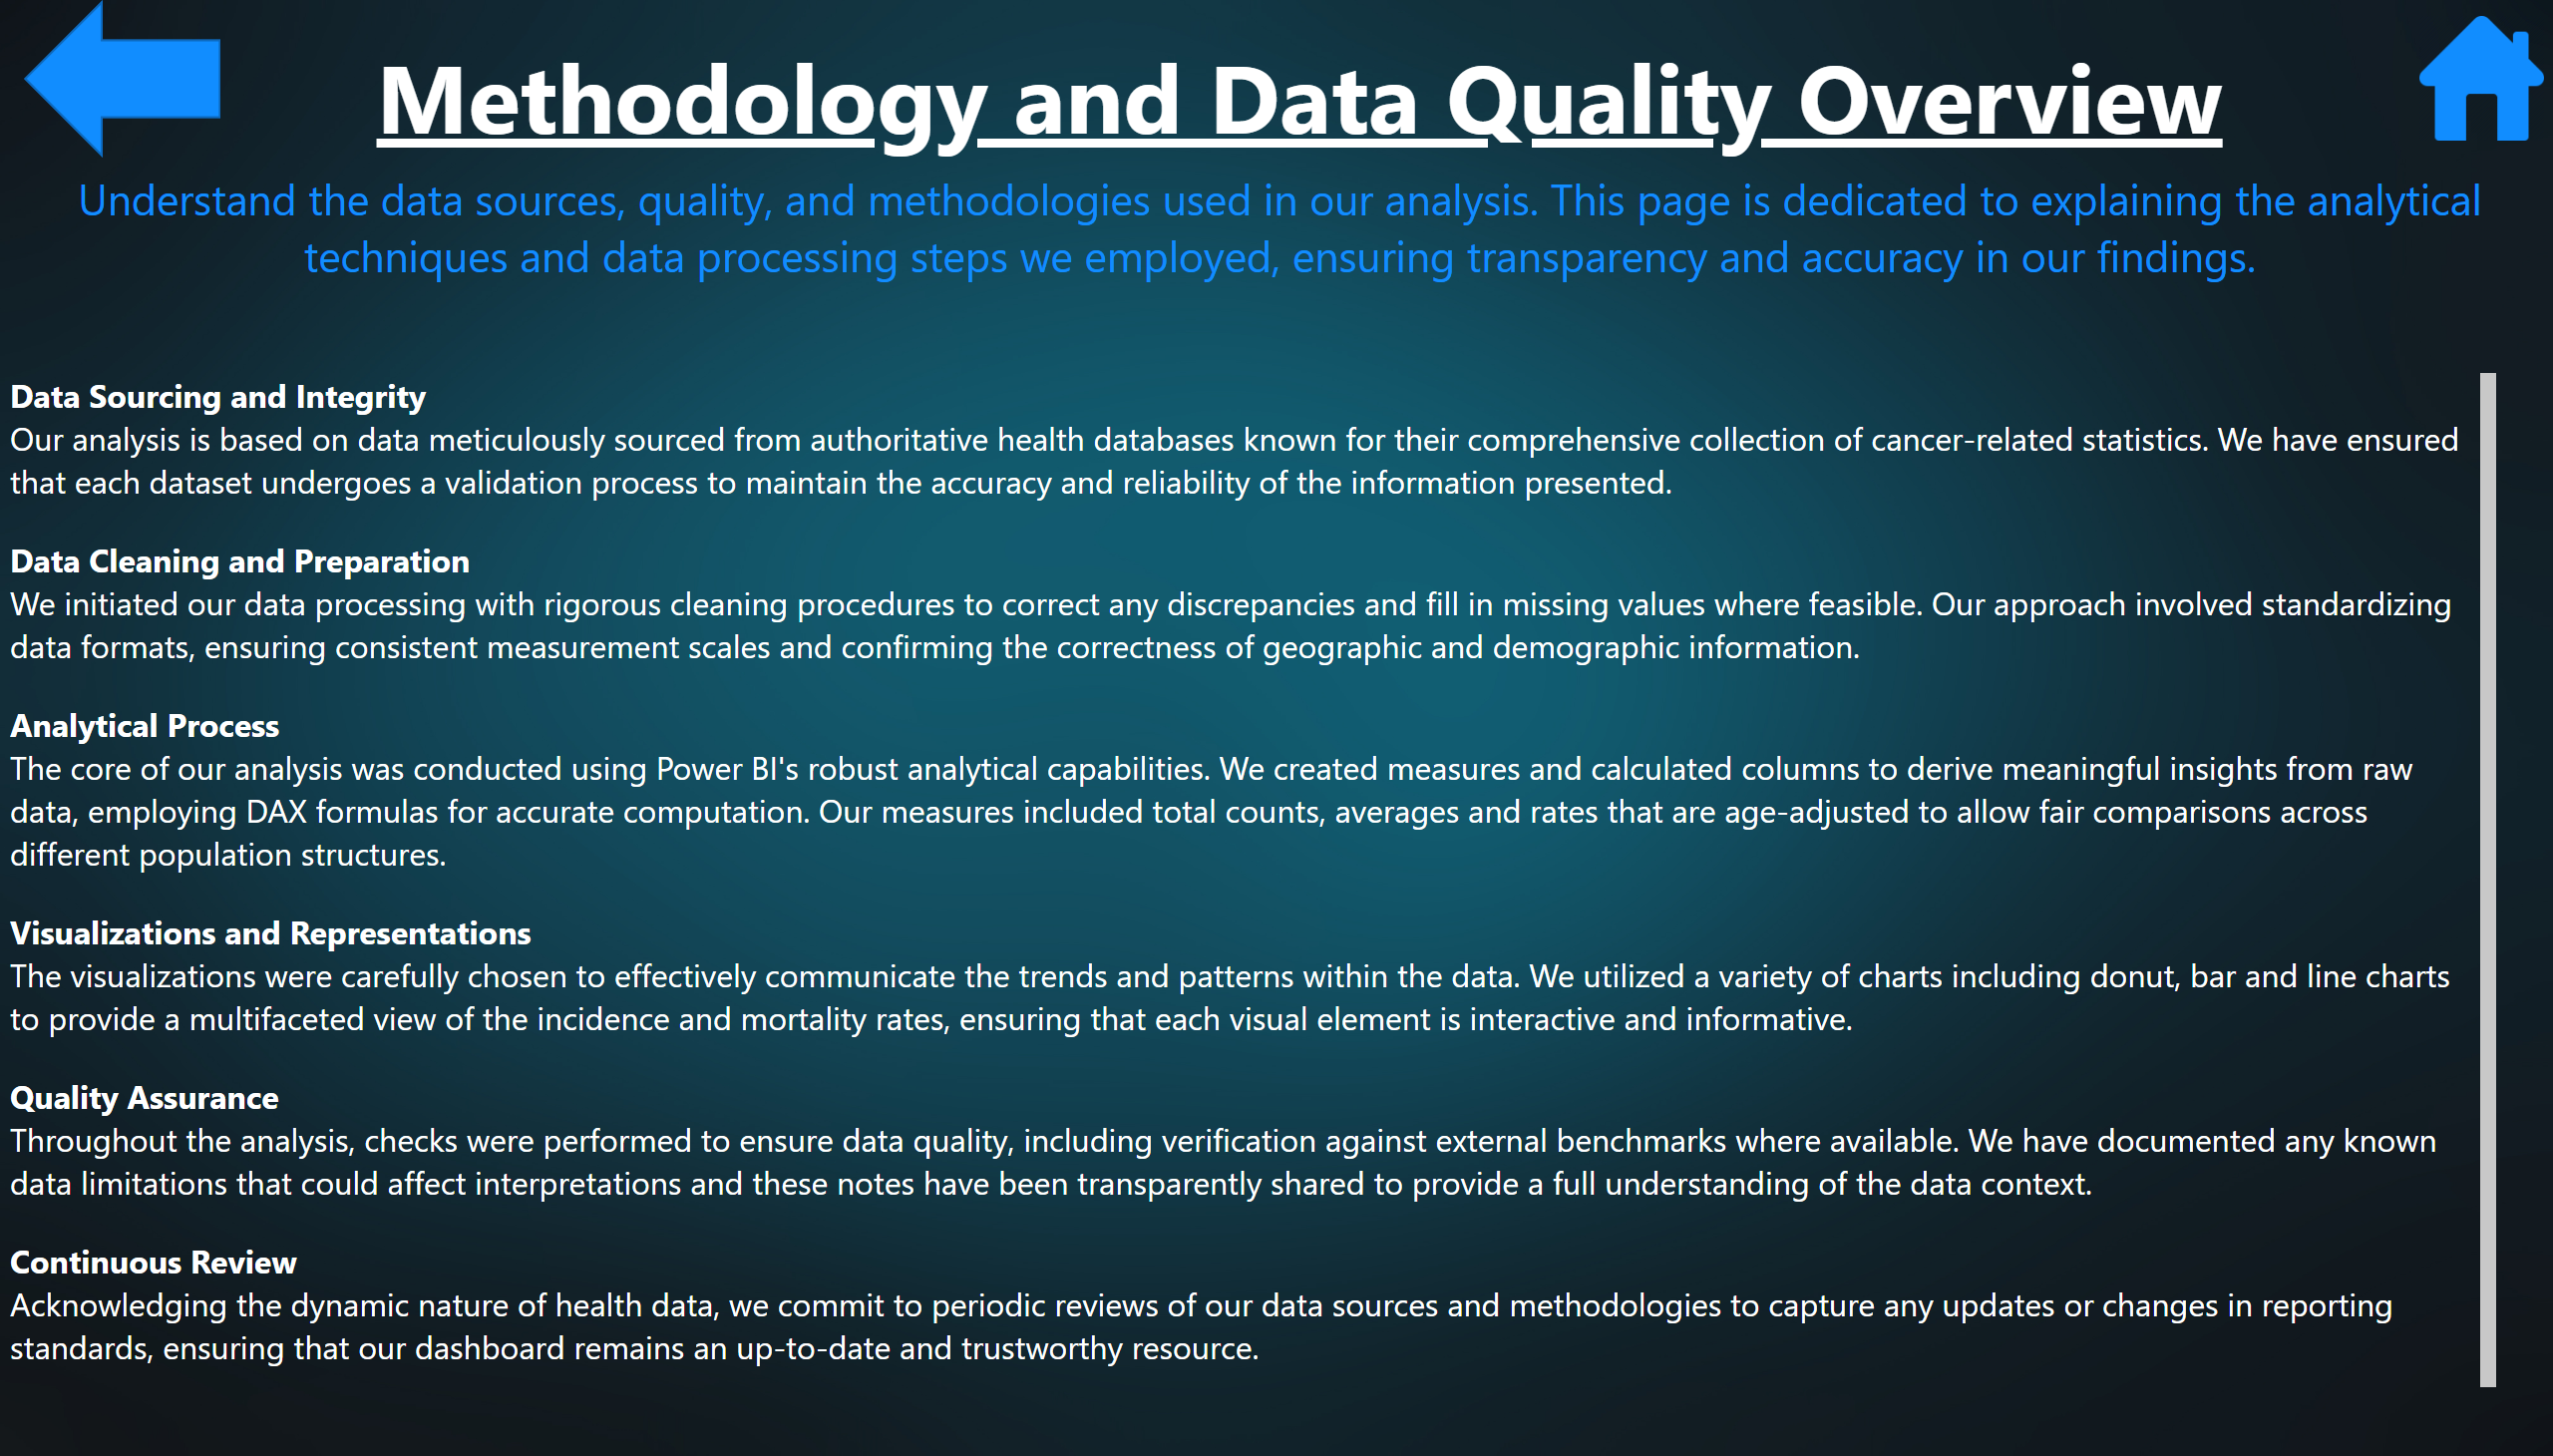 Methodology and Data Quality Overview
Understand the data sources, quality, and methodologies used in our analysis. This page is dedicated to explaining the analytical
techniques and data processing steps we employed, ensuring transparency and accuracy in our findings.
Data Sourcing and Integrity
Our analysis is based on data meticulously sourced from authoritative health databases known for their comprehensive collection of cancer-related statistics. We have ensured
that each dataset undergoes a validation process to maintain the accuracy and reliability of the information presented.
Data Cleaning and Preparation
We initiated our data processing with rigorous cleaning procedures to correct any discrepancies and fill in missing values where feasible. Our approach involved standardizing
data formats, ensuring consistent measurement scales and confirming the correctness of geographic and demographic information.
Analytical Process
The core of our analysis was conducted using Power BI's robust analytical capabilities. We created measures and calculated columns to derive meaningful insights from raw
data, employing DAX formulas for accurate computation. Our measures included total counts, averages and rates that are age-adjusted to allow fair comparisons across
different population structures.
Visualizations and Representations
The visualizations were carefully chosen to effectively communicate the trends and patterns within the data. We utilized a variety of charts including donut, bar and line charts
to provide a multifaceted view of the incidence and mortality rates, ensuring that each visual element is interactive and informative.
Quality Assurance
Throughout the analysis, checks were performed to ensure data quality, including verification against external benchmarks where available. We have documented any known
data limitations that could affect interpretations and these notes have been transparently shared to provide a full understanding of the data context.
Continuous Review
Acknowledging the dynamic nature of health data, we commit to periodic reviews of our data sources and methodologies to capture any updates or changes in reporting
standards, ensuring that our dashboard remains an up-to-date and trustworthy resource.